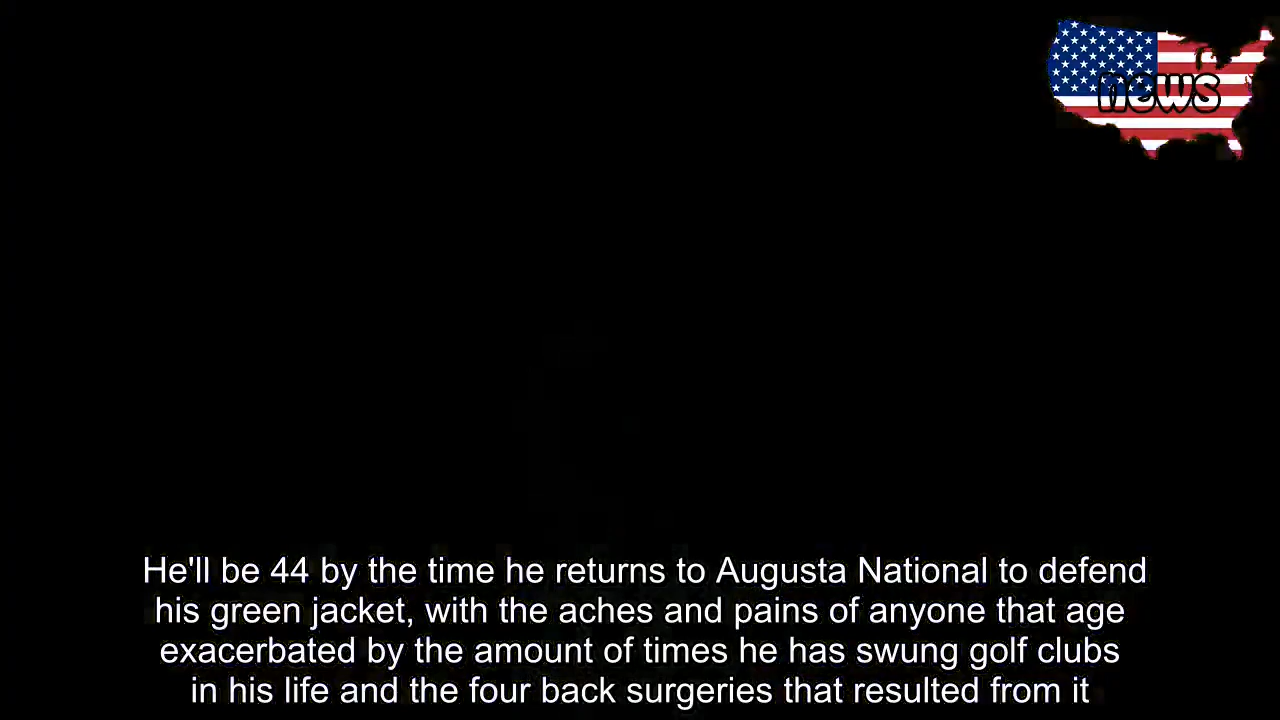 news
He'll be 44 by the time he returns to Augusta National to defend
his green jacket, with the aches and pains of anyone that age
exacerbated by the amount of times he has swung golf clubs
in his life and the four back surgeries that resulted from it